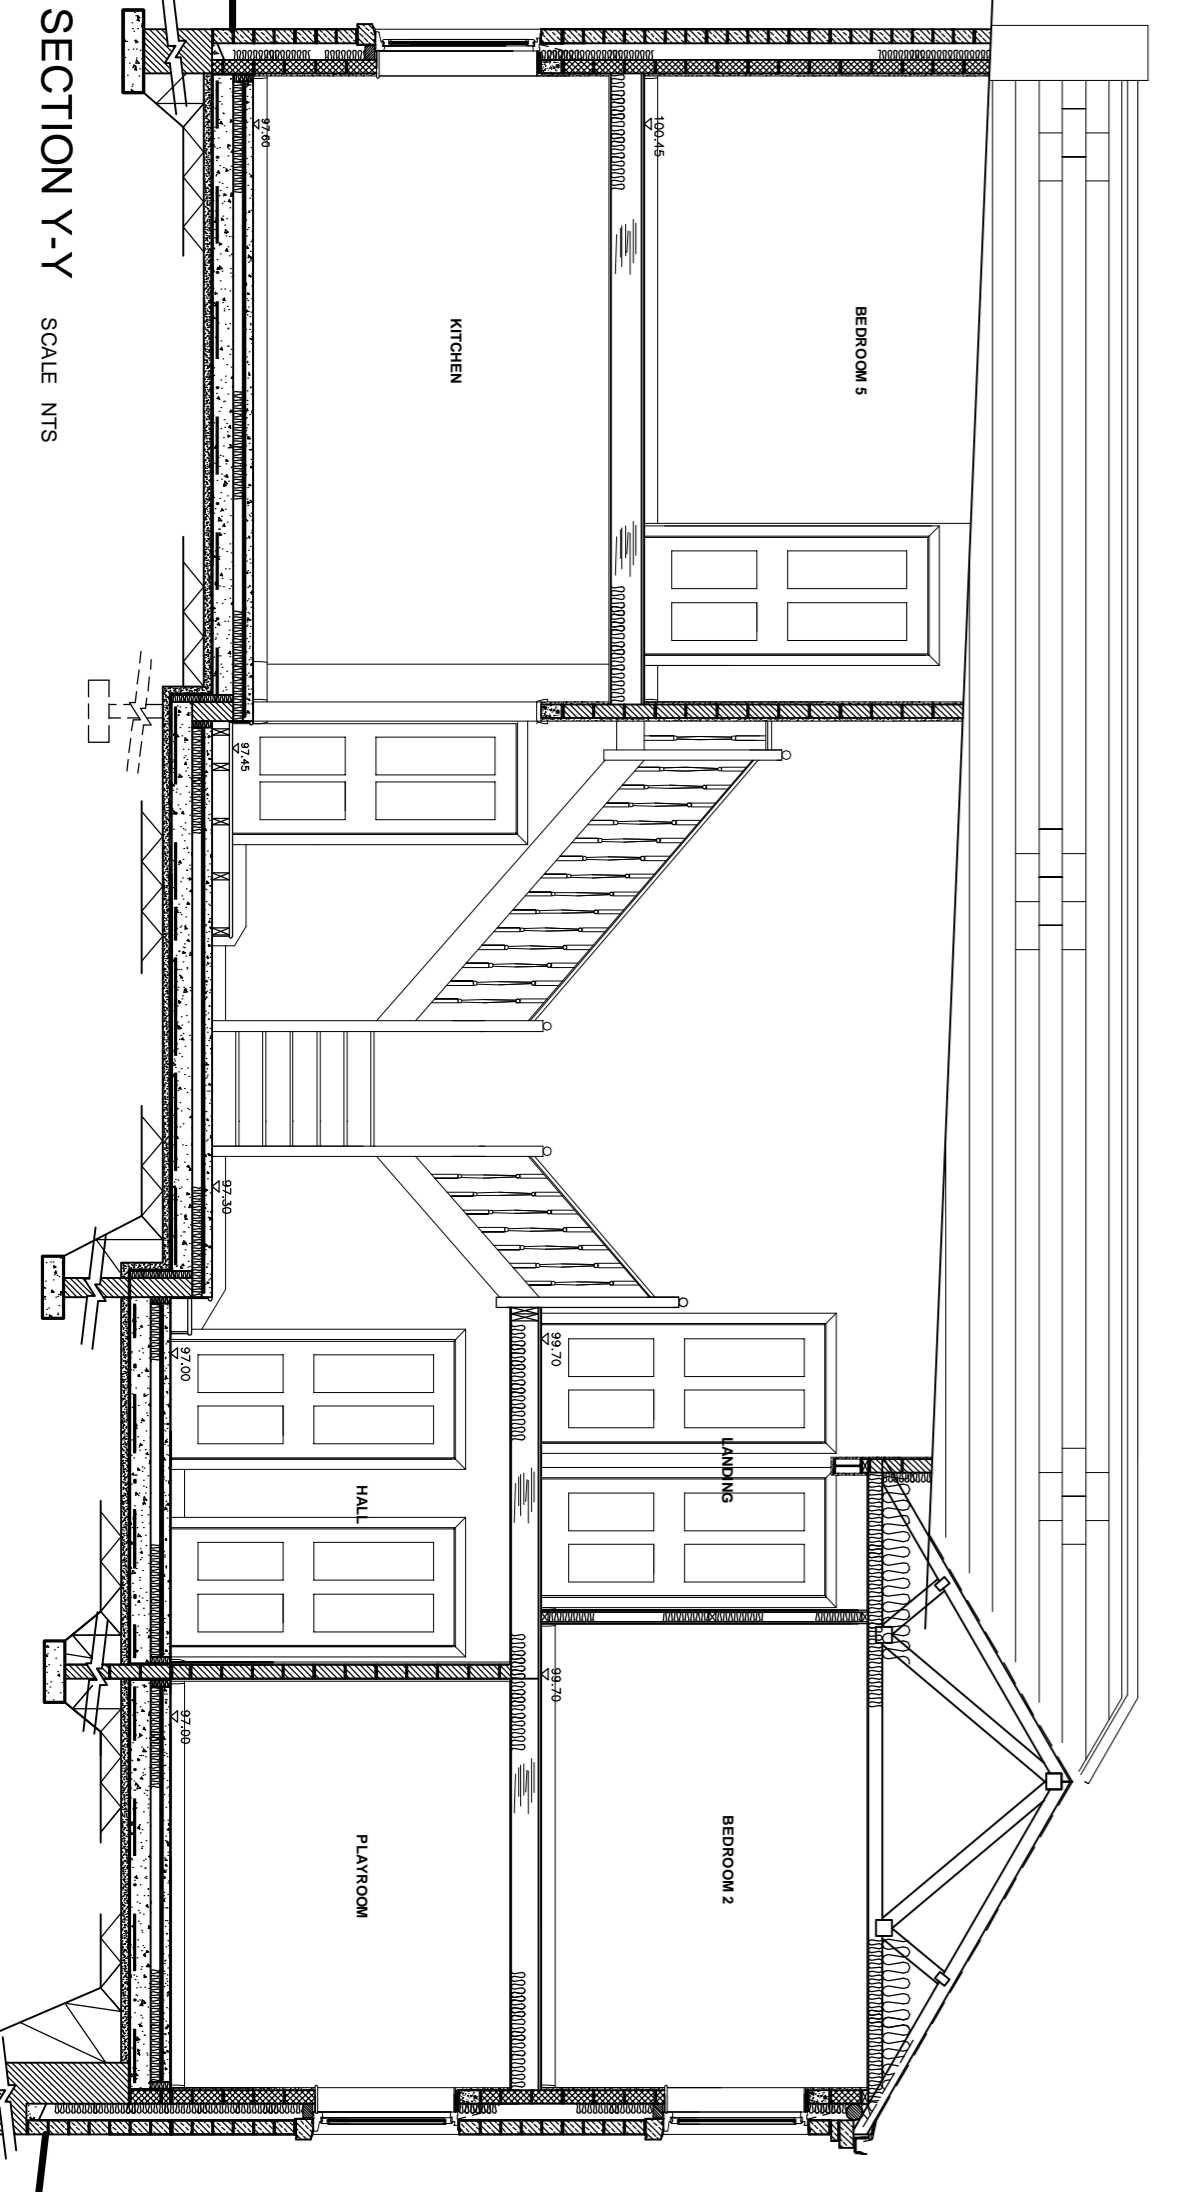 SECTION Y-Y SCALE NTS
BEDROOM 5
100.45
KITCHEN
97.60
97.45
97.30
LANDING
99.70
HALL
97.00
BEDROOM 2
99.70
PLAYROOM
97.00